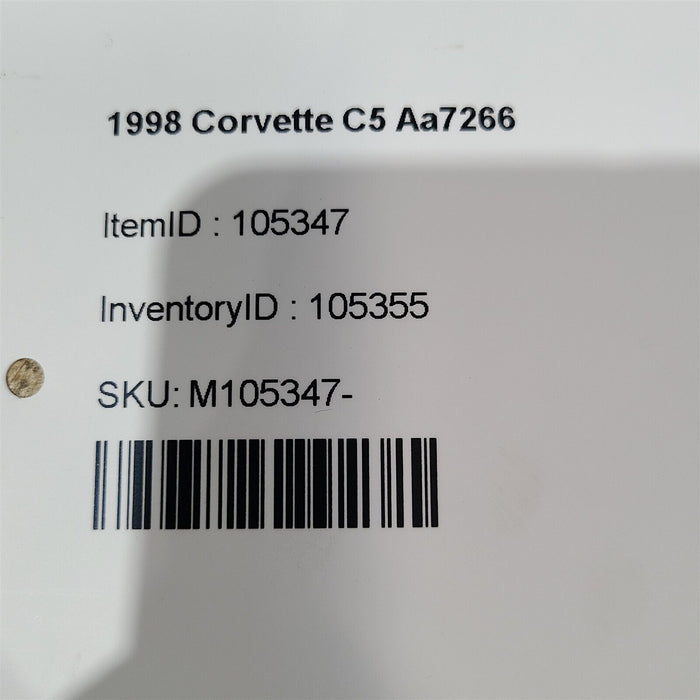 1998 Corvette C5 Aa7266
ItemID : 105347
InventoryID : 105355
SKU: M105347-